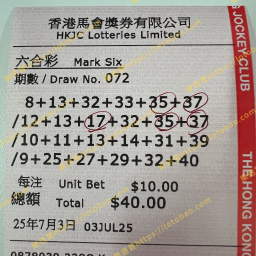 香港馬會獎券有限公司
HKJC Lotteries Limited
六合彩 Mark Six
期數 / Draw No. 072
8+13+32+33+35+37
/12+13+17+32+35+37
/10+11+13+14+31+39
/9+25+27+29+32+40
每注 Unit Bet $10.00
總額 Total $40.00
25年7月3日 03JUL25
JOCKEY CLUB
THE HONG KONG